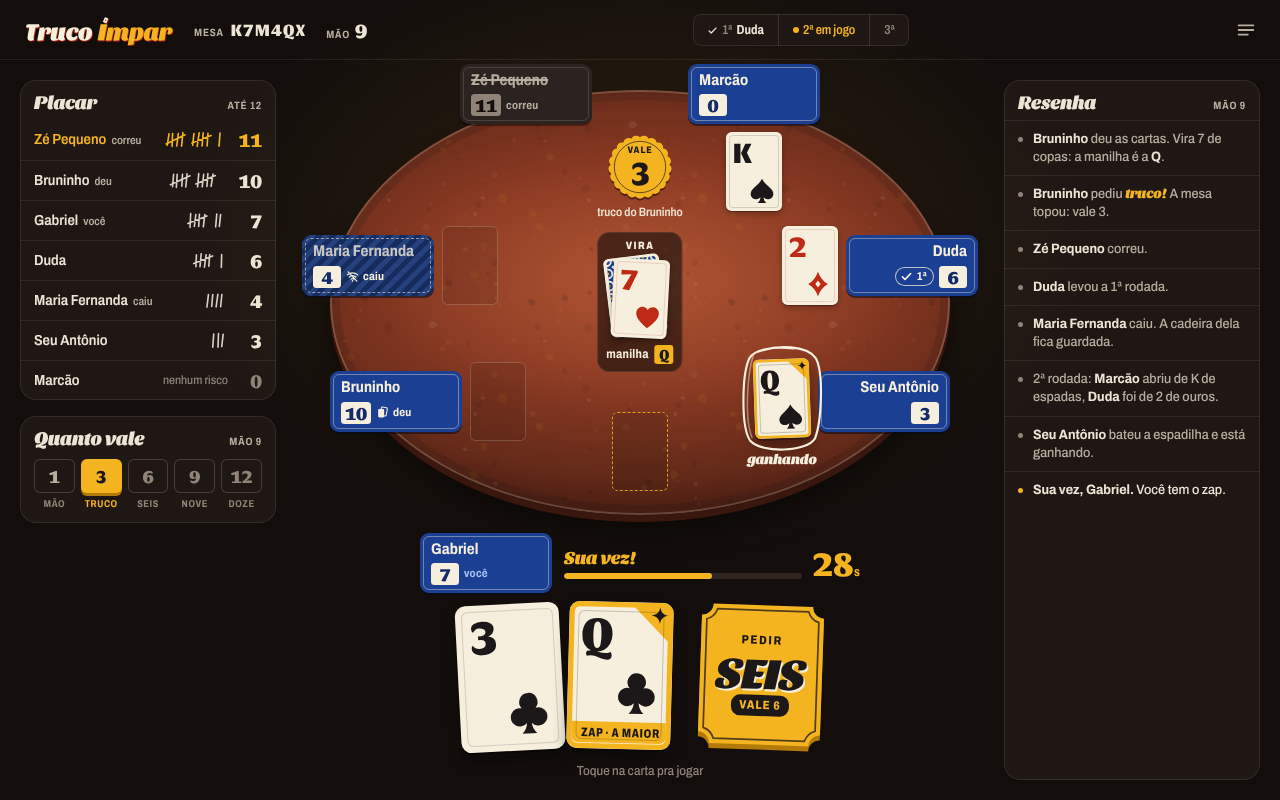 Truco Ímpar
MESA K7M4QX
MÃO 9
1ª Duda
2ª em jogo
3ª
Placar
ATÉ 12
Zé Pequeno correu 11
Bruninho deu 10
Gabriel você 7
Duda 6
Maria Fernanda caiu 4
Seu Antônio 3
Marcão nenhum risco 0
Quanto vale
MÃO 9
1 3 6 9 12
MÃO TRUCO SEIS NOVE DOZE
Zé Pequeno
11 correu
Marcão
0
VALE
3
truco do Bruninho
K
Maria Fernanda
4 caiu
VIRA
7
manilha Q
2
Duda
1ª 6
Bruninho
10 deu
Q
ganhando
Seu Antônio
3
Gabriel
7 você
Sua vez!
28s
3
Q
ZAP · A MAIOR
PEDIR
SEIS
VALE 6
Toque na carta pra jogar
Resenha
MÃO 9
Bruninho deu as cartas. Vira 7 de
copas: a manilha é a Q.
Bruninho pediu truco! A mesa
topou: vale 3.
Zé Pequeno correu.
Duda levou a 1ª rodada.
Maria Fernanda caiu. A cadeira dela
fica guardada.
2ª rodada: Marcão abriu de K de
espadas, Duda foi de 2 de ouros.
Seu Antônio bateu a espadilha e está
ganhando.
Sua vez, Gabriel. Você tem o zap.